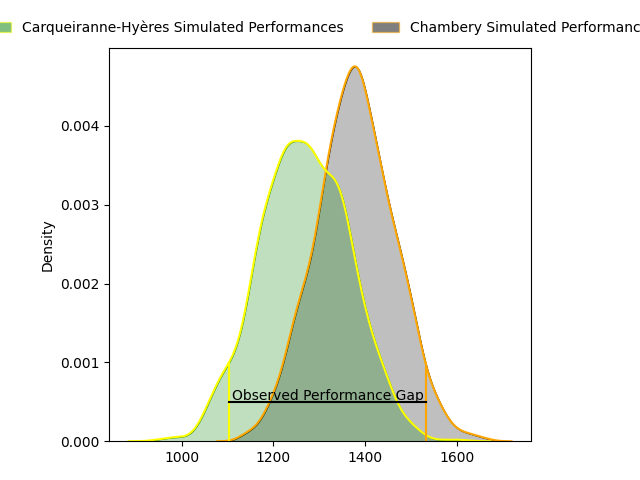 Carqueiranne-Hyères Simulated Performances
Chambery Simulated Performanc
Density
0.004
0.003
0.002
0.001
0.000
Observed Performance Gap
1000 1200 1400 1600